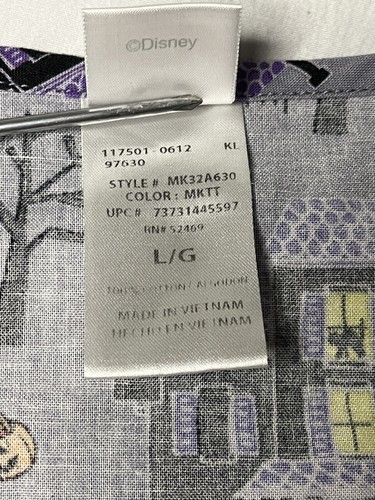 ©Disney
117501-0612 KL
97630
STYLE # MK32A630
COLOR : MKTT
UPC# 73731445597
RN# 52469
L/G
100% COTTON / ALGODON
MADE IN VIETNAM
HECHO EN VIETNAM